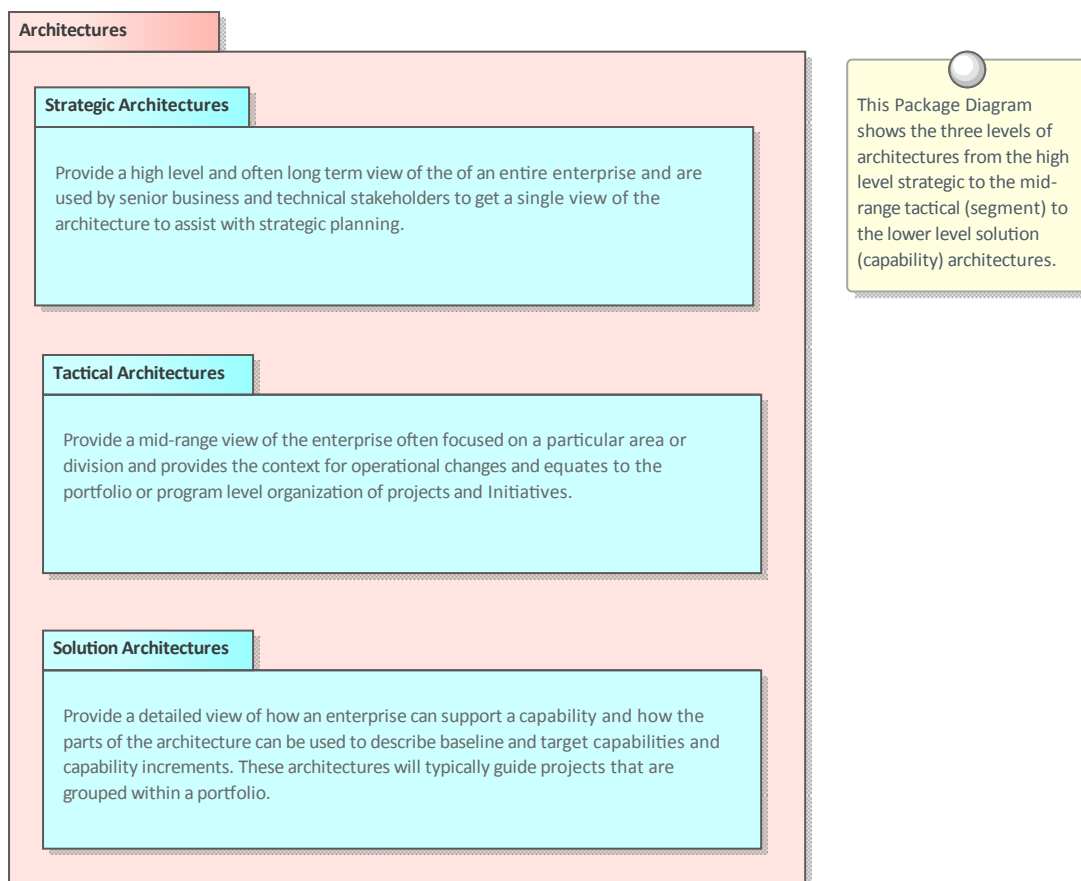 Architectures
Strategic Architectures
Provide a high level and often long term view of the of an entire enterprise and are
used by senior business and technical stakeholders to get a single view of the
architecture to assist with strategic planning.
Tactical Architectures
Provide a mid-range view of the enterprise often focused on a particular area or
division and provides the context for operational changes and equates to the
portfolio or program level organization of projects and Initiatives.
Solution Architectures
Provide a detailed view of how an enterprise can support a capability and how the
parts of the architecture can be used to describe baseline and target capabilities and
capability increments. These architectures will typically guide projects that are
grouped within a portfolio.
This Package Diagram
shows the three levels of
architectures from the high
level strategic to the mid-
range tactical (segment) to
the lower level solution
(capability) architectures.